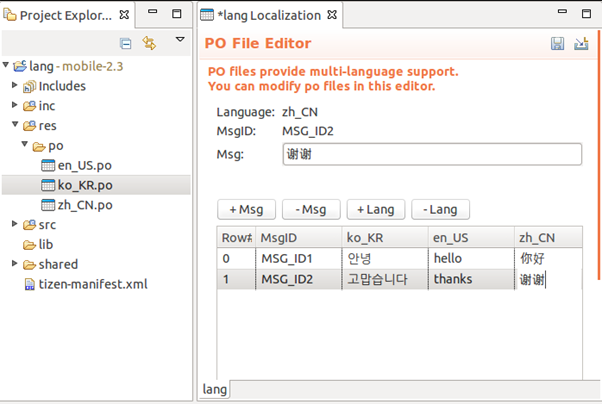 Project Explor...
lang - mobile-2.3
Includes
inc
res
po
en_US.po
ko_KR.po
zh_CN.po
src
lib
shared
tizen-manifest.xml
*lang Localization
PO File Editor
PO files provide multi-language support.
You can modify po files in this editor.
Language: zh_CN
MsgID: MSG_ID2
Msg: 谢谢
+ Msg - Msg + Lang - Lang
Row# MsgID ko_KR en_US zh_CN
0 MSG_ID1 안녕 hello 你好
1 MSG_ID2 고맙습니다 thanks 谢谢
lang